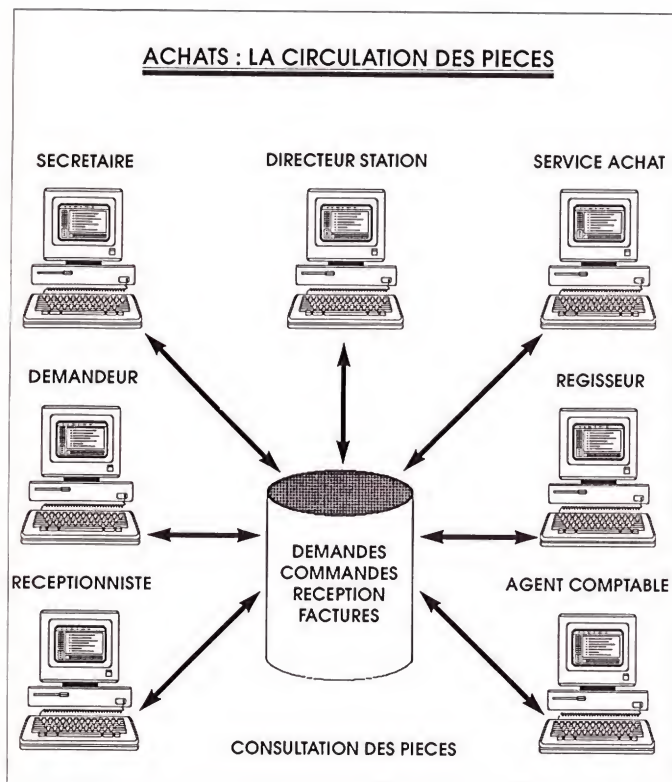 ACHATS : LA CIRCULATION DES PIECES
SECRETAIRE
DIRECTEUR STATION
SERVICE ACHAT
DEMANDEUR
REGISSEUR
DEMANDES
COMMANDES
RECEPTION
FACTURES
RECEPTIONNISTE
AGENT COMPTABLE
CONSULTATION DES PIECES